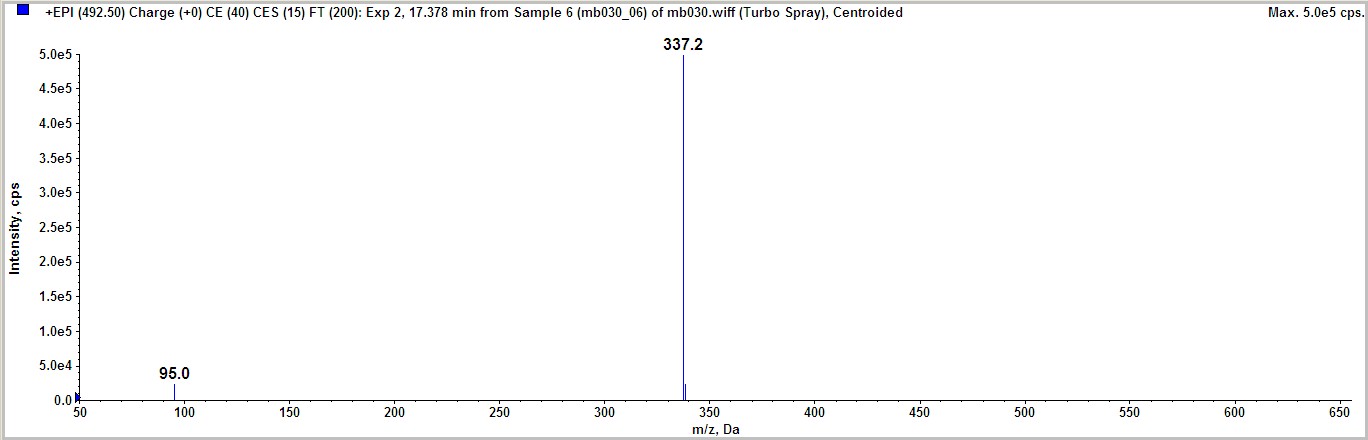 +EPI (492.50) Charge (+0) CE (40) CES (15) FT (200): Exp 2, 17.378 min from Sample 6 (mb030_06) of mb030.wiff (Turbo Spray), Centroided
Max. 5.0e5 cps.
337.2
5.0e5
4.5e5
4.0e5
3.5e5
3.0e5
2.5e5
2.0e5
1.5e5
1.0e5
5.0e4
0.0
Intensity, cps
95.0
50 100 150 200 250 300 350 400 450 500 550 600 650
m/z, Da